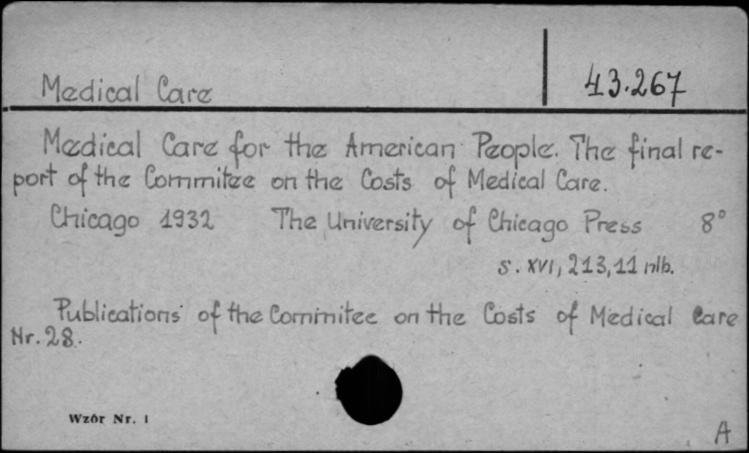 Medical Care
43.267
Medical Care for the American People. The final re-
port of the Commitee on the Costs of Medical Care.
Chicago 1932 The University of Chicago Press 8°
s. XVI, 213, 11 nlb.
Publications of the Commitee on the Costs of Medical Care
Nr. 28.
Wzór Nr. 1
A